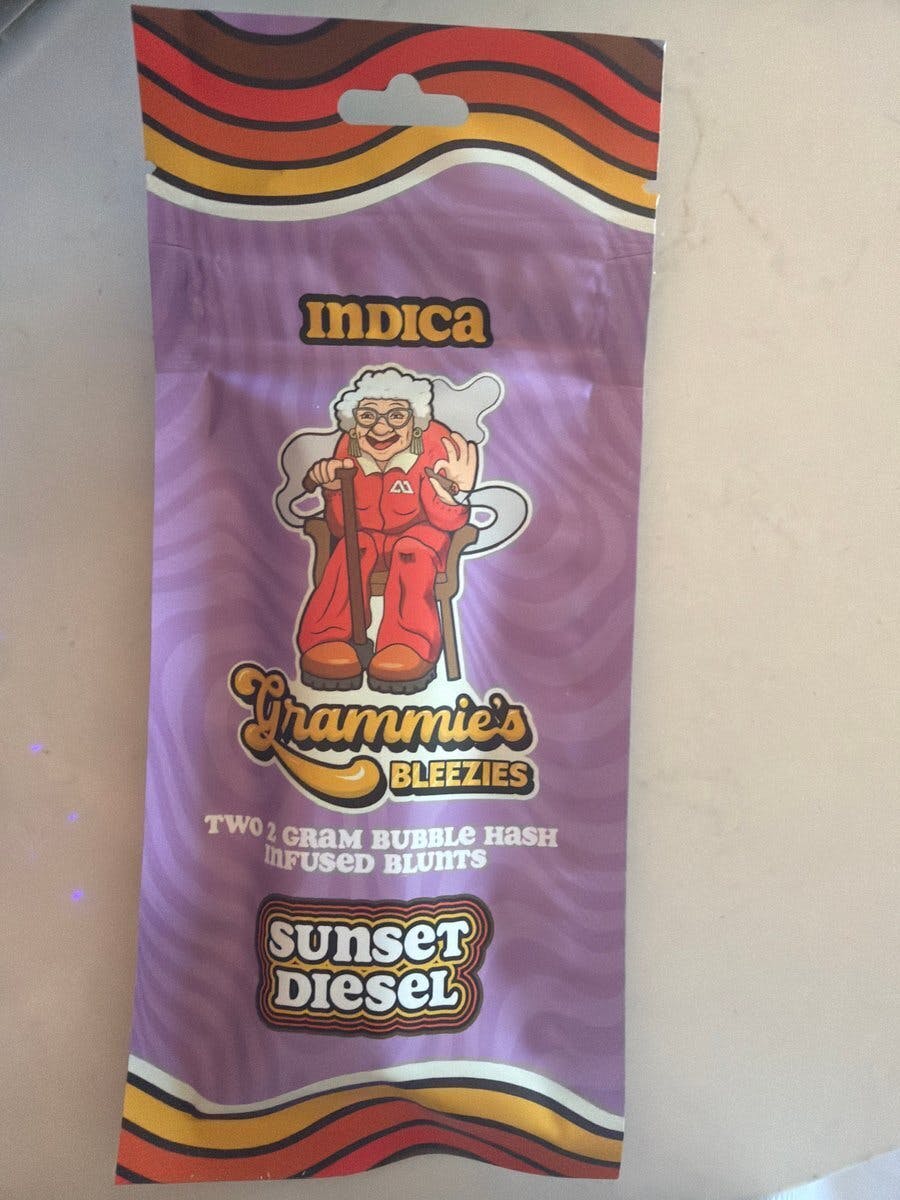 INDICA
Grammie's
BLEEZIES
TWO 2 GRAM BUBBLE HASH
INFUSED BLUNTS
SUNSET
DIESEL